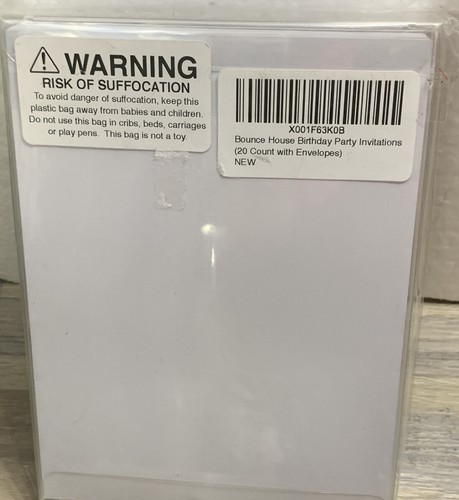 WARNING
RISK OF SUFFOCATION
To avoid danger of suffocation, keep this
plastic bag away from babies and children.
Do not use this bag in cribs, beds, carriages
or play pens. This bag is not a toy.
X001F63K0B
Bounce House Birthday Party Invitations
(20 Count with Envelopes)
NEW